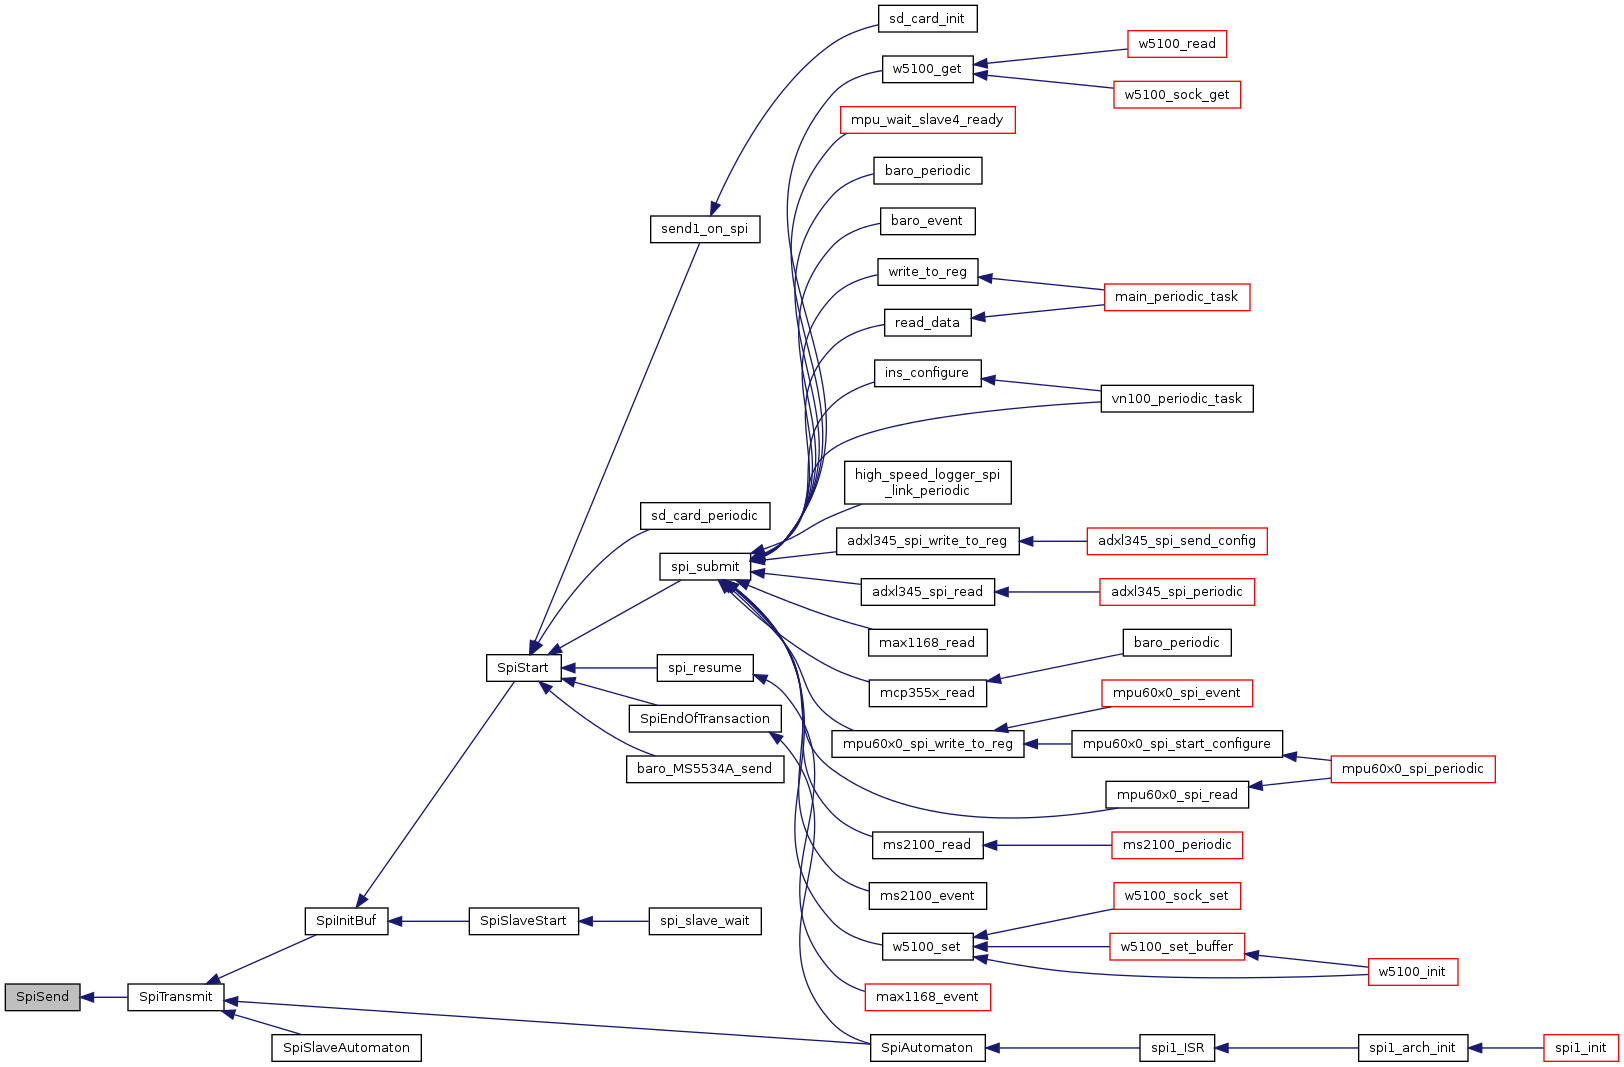 sd_card_init
w5100_read
w5100_get
w5100_sock_get
mpu_wait_slave4_ready
baro_periodic
baro_event
send1_on_spi
write_to_reg
main_periodic_task
read_data
ins_configure
vn100_periodic_task
high_speed_logger_spi
_link_periodic
sd_card_periodic
adxl345_spi_write_to_reg
adxl345_spi_send_config
spi_submit
adxl345_spi_read
adxl345_spi_periodic
max1168_read
baro_periodic
SpiStart
spi_resume
mcp355x_read
mpu60x0_spi_event
SpiEndOfTransaction
mpu60x0_spi_write_to_reg
mpu60x0_spi_start_configure
baro_MS5534A_send
mpu60x0_spi_periodic
mpu60x0_spi_read
ms2100_read
ms2100_periodic
ms2100_event
w5100_sock_set
SpiInitBuf
SpiSlaveStart
spi_slave_wait
w5100_set
w5100_set_buffer
w5100_init
SpiSend
SpiTransmit
max1168_event
SpiSlaveAutomaton
SpiAutomaton
spi1_ISR
spi1_arch_init
spi1_init